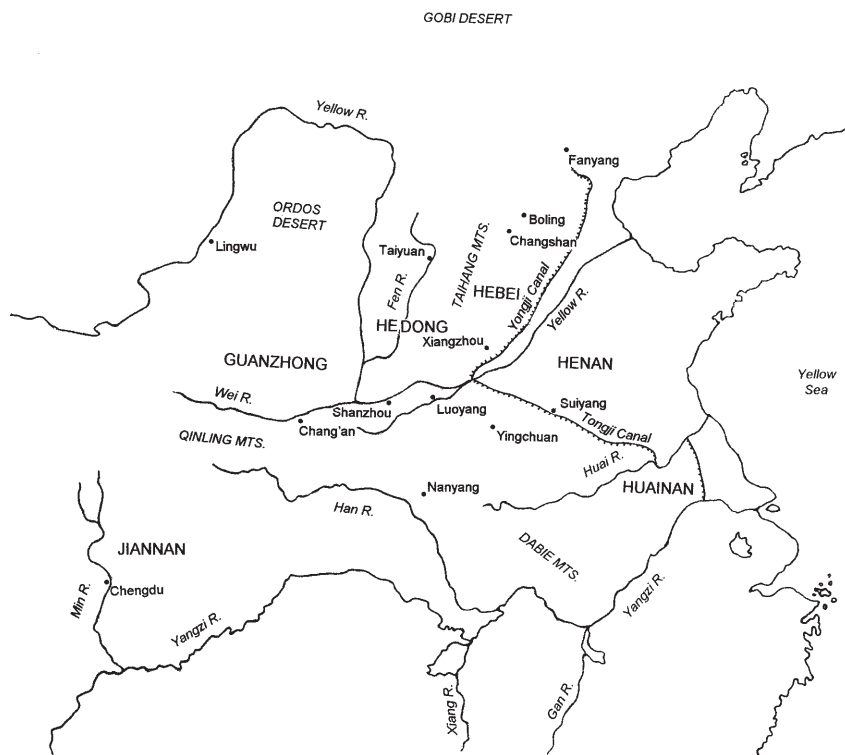 GOBI DESERT
Yellow R.
Fanyang
ORDOS
DESERT
Boling
Changshan
Lingwu
Taiyuan
TAIHANG MTS.
Fen R.
HEBEI
Yongji Canal
Yellow R.
HEDONG
Xiangzhou
GUANZHONG
HENAN
Yellow
Sea
Wei R.
Shanzhou
Luoyang
Suiyang
Chang'an
Tongji Canal
Yingchuan
QINLING MTS.
Huai R.
Nanyang
HUAINAN
Han R.
JIANNAN
DABIE MTS.
Chengdu
Min R.
Yangzi R.
Yangzi R.
Xiang R.
Gan R.